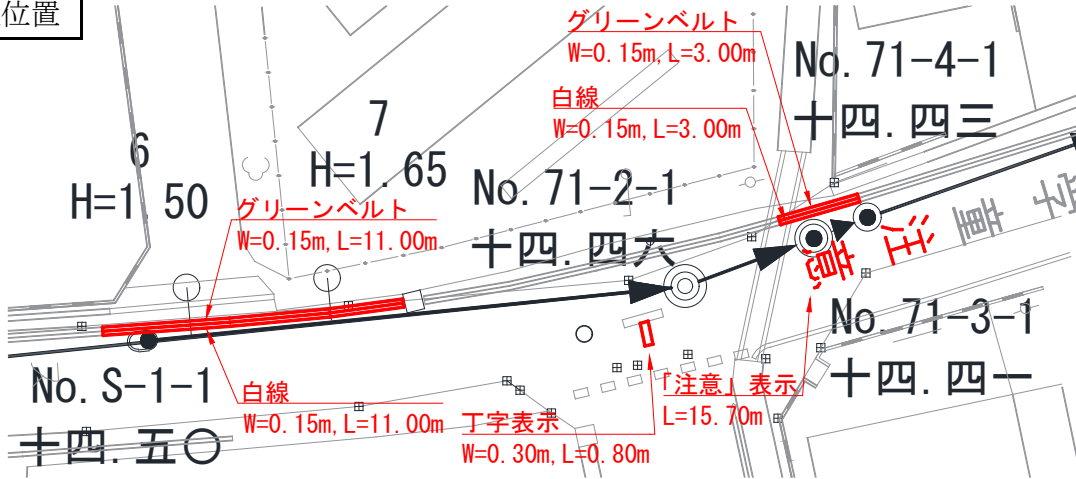 位置
グリーンベルト
W=0.15m,L=3.00m
No.71-4-1
十四.四三
白線
W=0.15m,L=3.00m
6
H=1.50
7
H=1.65
No.71-2-1
十四.四六
グリーンベルト
W=0.15m,L=11.00m
注意
童
字
No.71-3-1
十四.四一
No.S-1-1
十四.五〇
白線
W=0.15m,L=11.00m
丁字表示
W=0.30m,L=0.80m
「注意」表示
L=15.70m